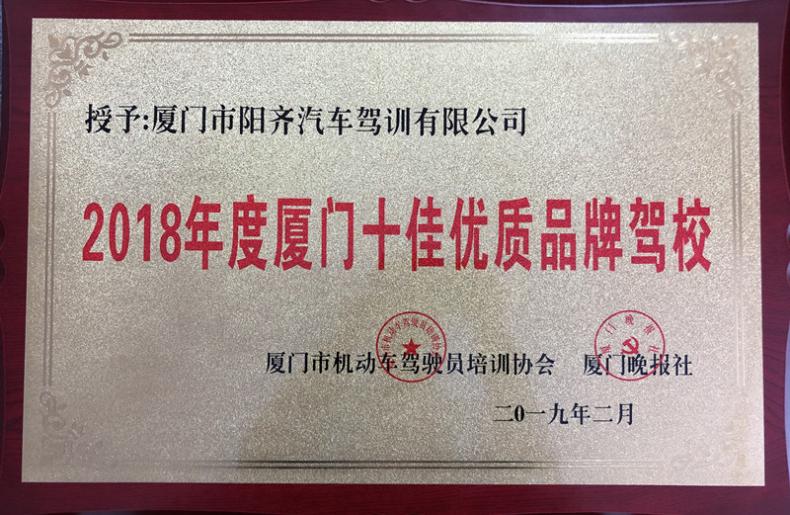 授予:厦门市阳齐汽车驾训有限公司
2018年度厦门十佳优质品牌驾校
厦门市机动车驾驶员培训协会 厦门晚报社
二〇一九年二月